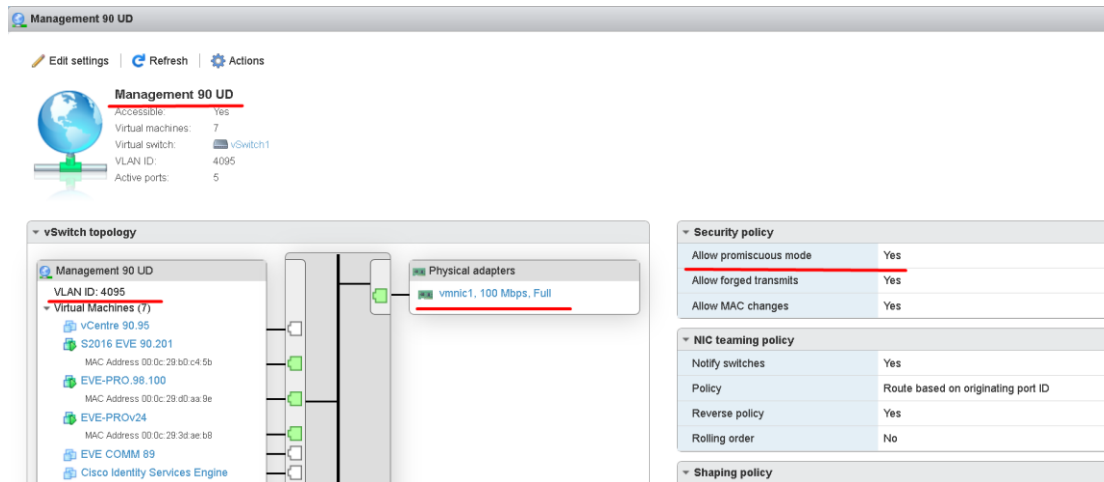 Management 90 UD
Edit settings | Refresh | Actions
Management 90 UD
Accessible: Yes
Virtual machines: 7
Virtual switch: vSwitch1
VLAN ID: 4095
Active ports: 5
vSwitch topology
Management 90 UD
VLAN ID: 4095
Virtual Machines (7)
vCentre 90.95
S2016 EVE 90.201
MAC Address 00:0c:29:b0:c4:5b
EVE-PRO.98.100
MAC Address 00:0c:29:d0:aa:9e
EVE-PROv24
MAC Address 00:0c:29:3d:ae:b8
EVE COMM 89
Cisco Identity Services Engine
Physical adapters
vmnic1, 100 Mbps, Full
Security policy
Allow promiscuous mode Yes
Allow forged transmits Yes
Allow MAC changes Yes
NIC teaming policy
Notify switches Yes
Policy Route based on originating port ID
Reverse policy Yes
Rolling order No
Shaping policy